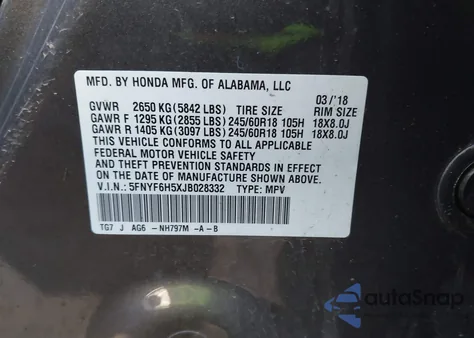 MFD. BY HONDA MFG. OF ALABAMA, LLC
03 /'18
GVWR 2650 KG (5842 LBS) TIRE SIZE RIM SIZE
GAWR F 1295 KG (2855 LBS) 245/60R18 105H 18X8.0J
GAWR R 1405 KG (3097 LBS) 245/60R18 105H 18X8.0J
THIS VEHICLE CONFORMS TO ALL APPLICABLE
FEDERAL MOTOR VEHICLE SAFETY
AND THEFT PREVENTION STANDARDS IN EFFECT
ON THE DATE OF MANUFACTURE SHOWN ABOVE.
V.I.N.: 5FNYF6H5XJB028332 TYPE: MPV
TG7 J AG6 -NH797M -A-B
autoSnap